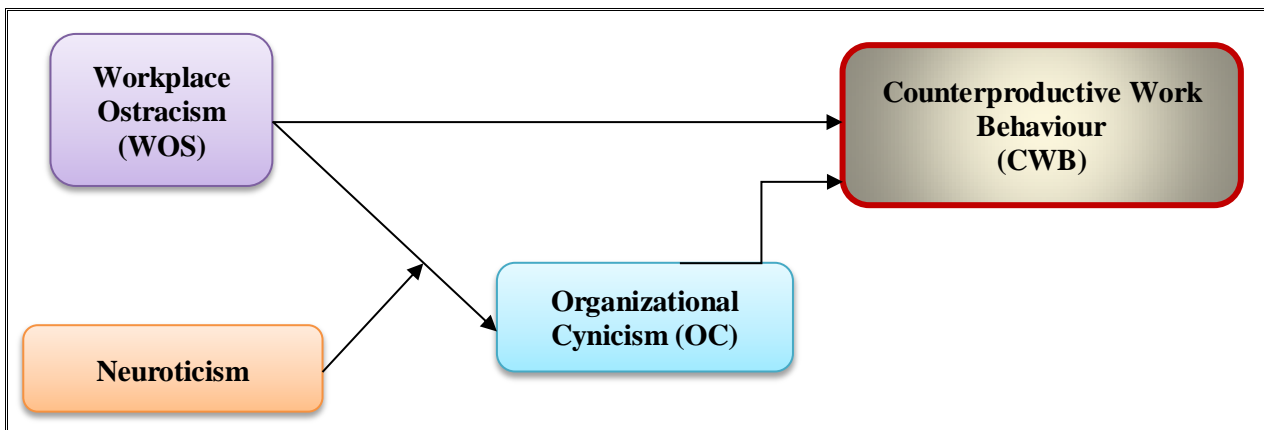 Workplace
Ostracism
(WOS)
Counterproductive Work
Behaviour
(CWB)
Organizational
Cynicism (OC)
Neuroticism